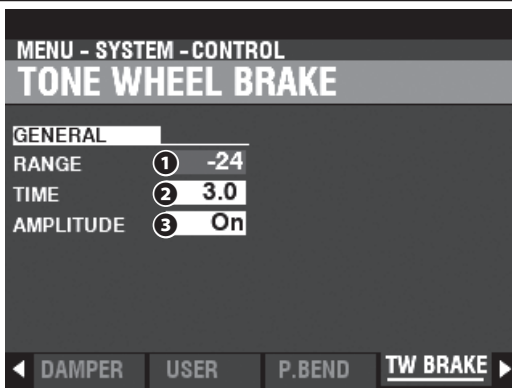 MENU - SYSTEM - CONTROL
TONE WHEEL BRAKE
GENERAL
RANGE ① -24
TIME ② 3.0
AMPLITUDE ③ On
◀ DAMPER USER P.BEND TW BRAKE ▶